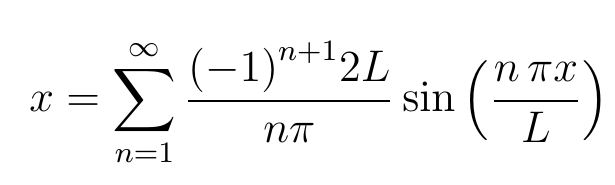 x = \sum_{n=1}^{\infty} \frac{(-1)^{n+1} 2L}{n\pi} \sin\left(\frac{n\,\pi x}{L}\right)